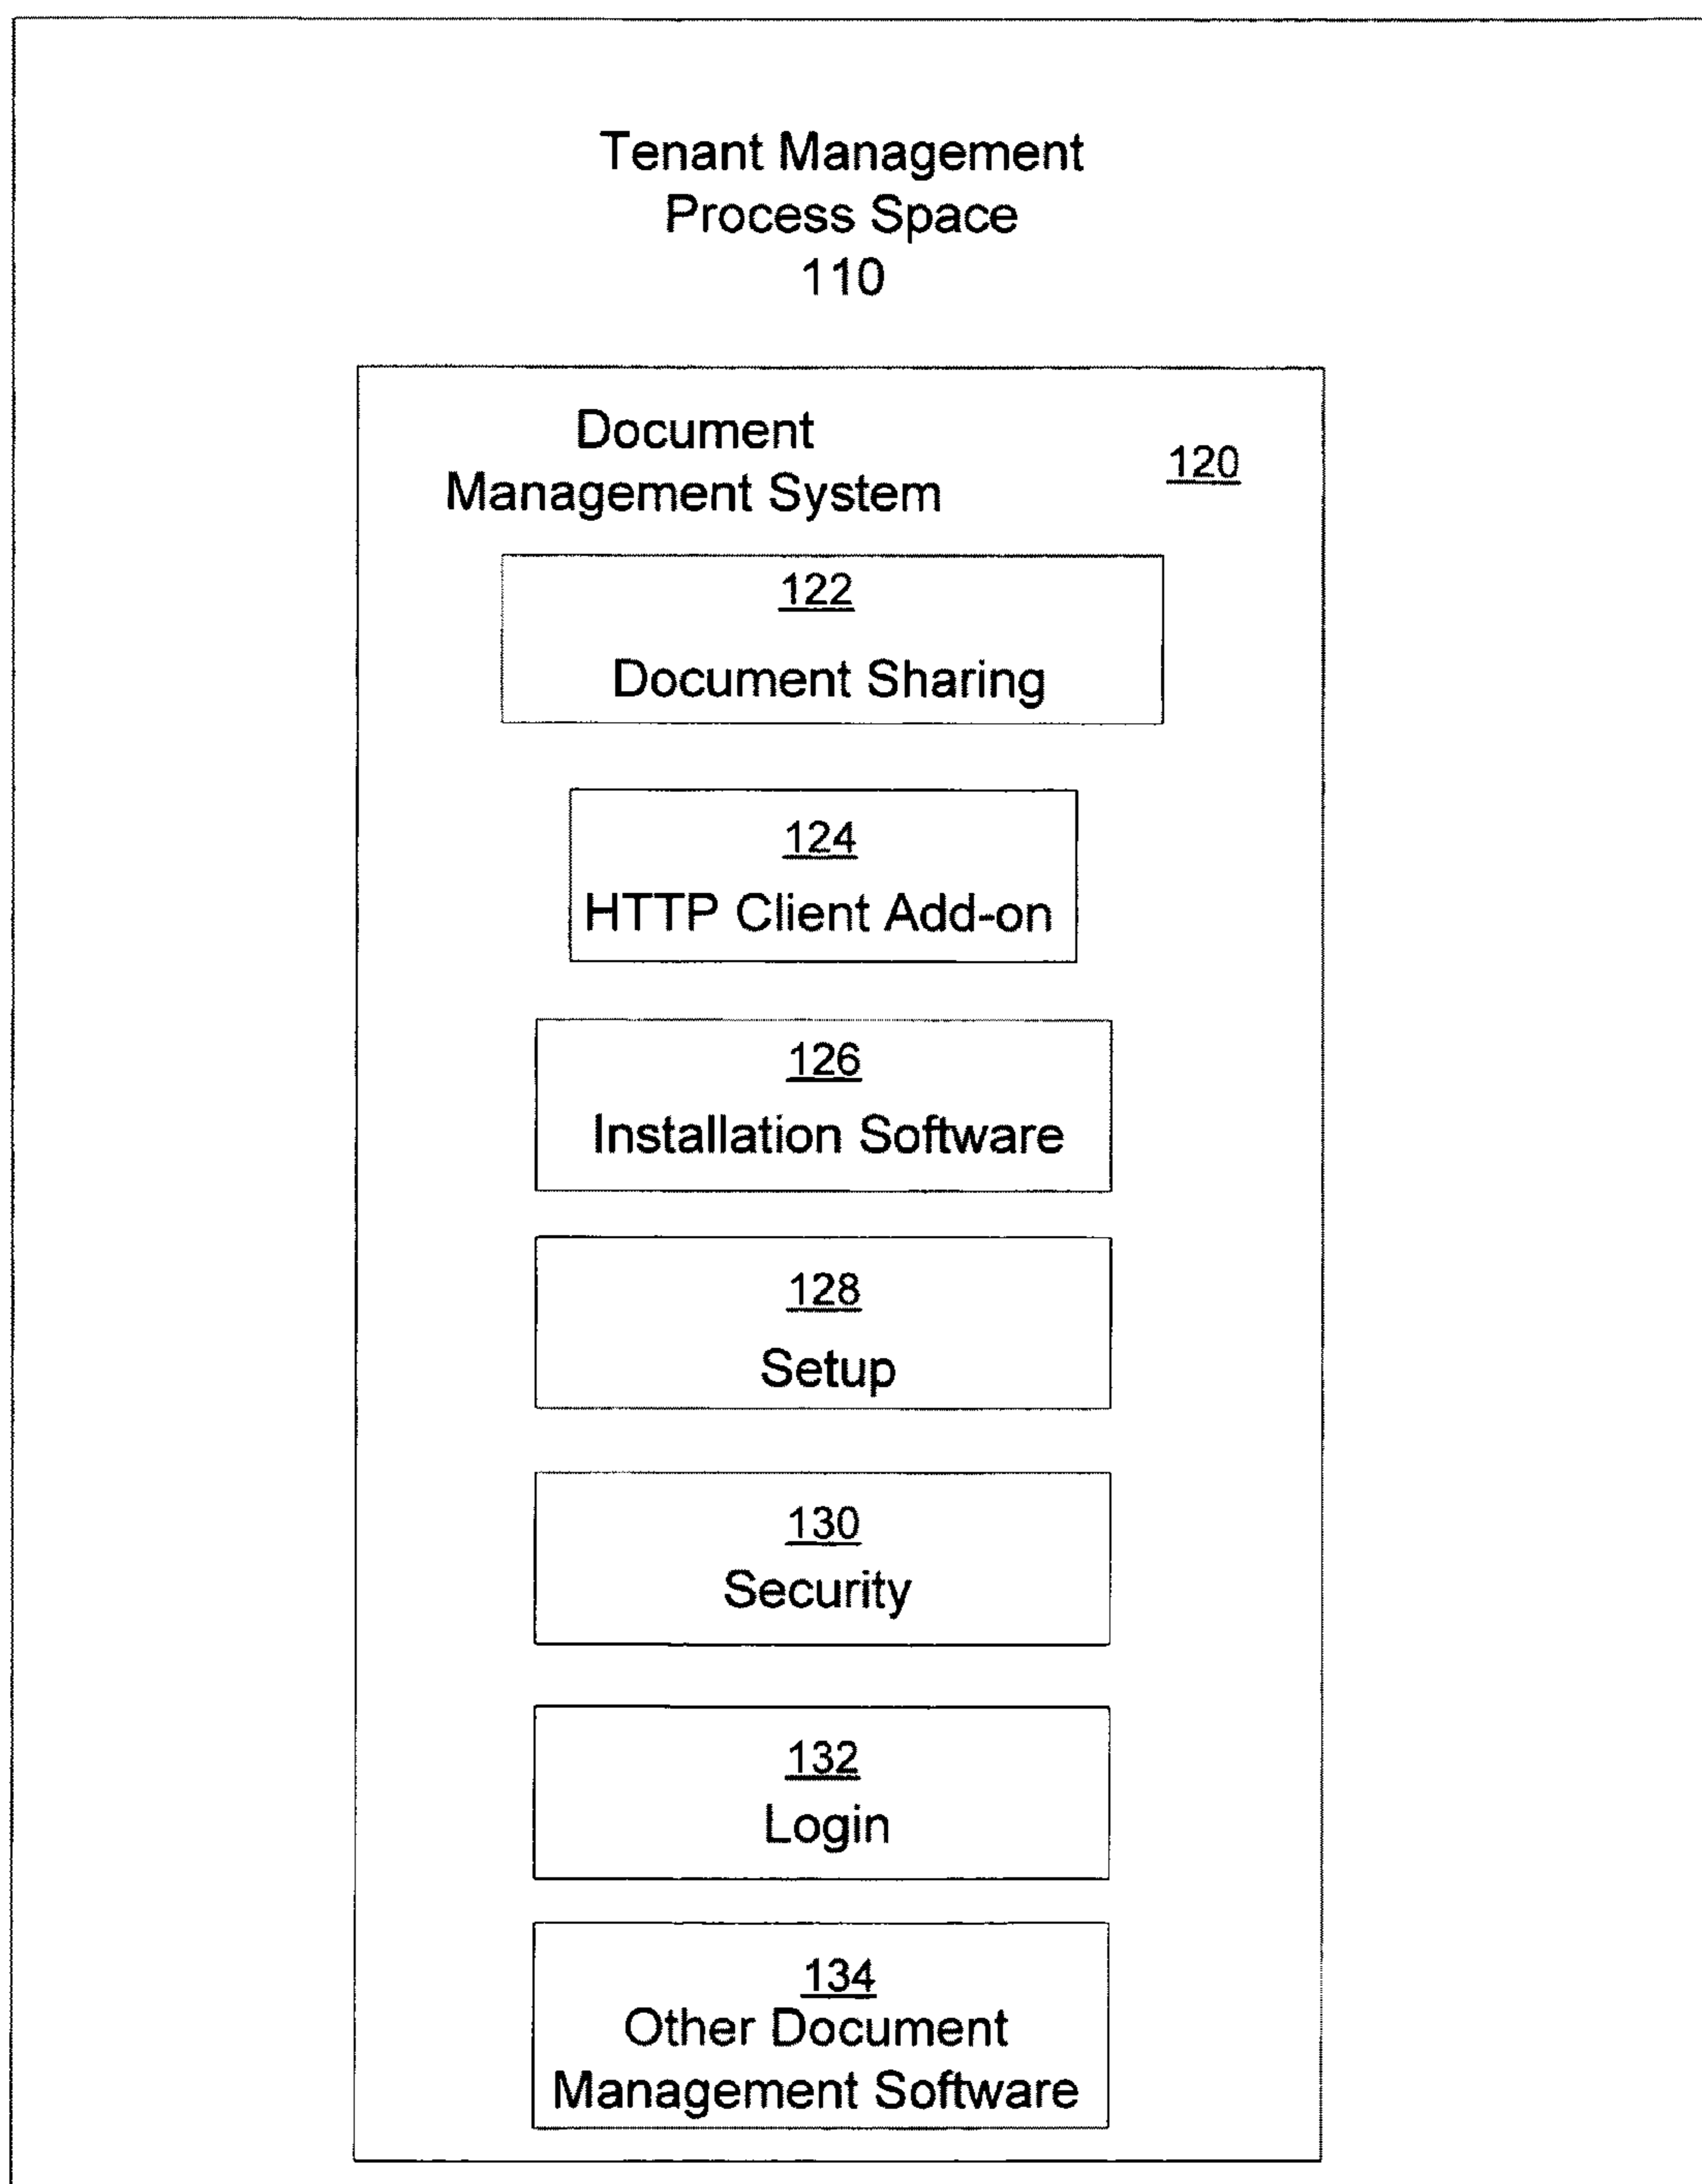 Tenant Management
Process Space
110
Document
Management System
120
122
Document Sharing
124
HTTP Client Add-on
126
Installation Software
128
Setup
130
Security
132
Login
134
Other Document
Management Software